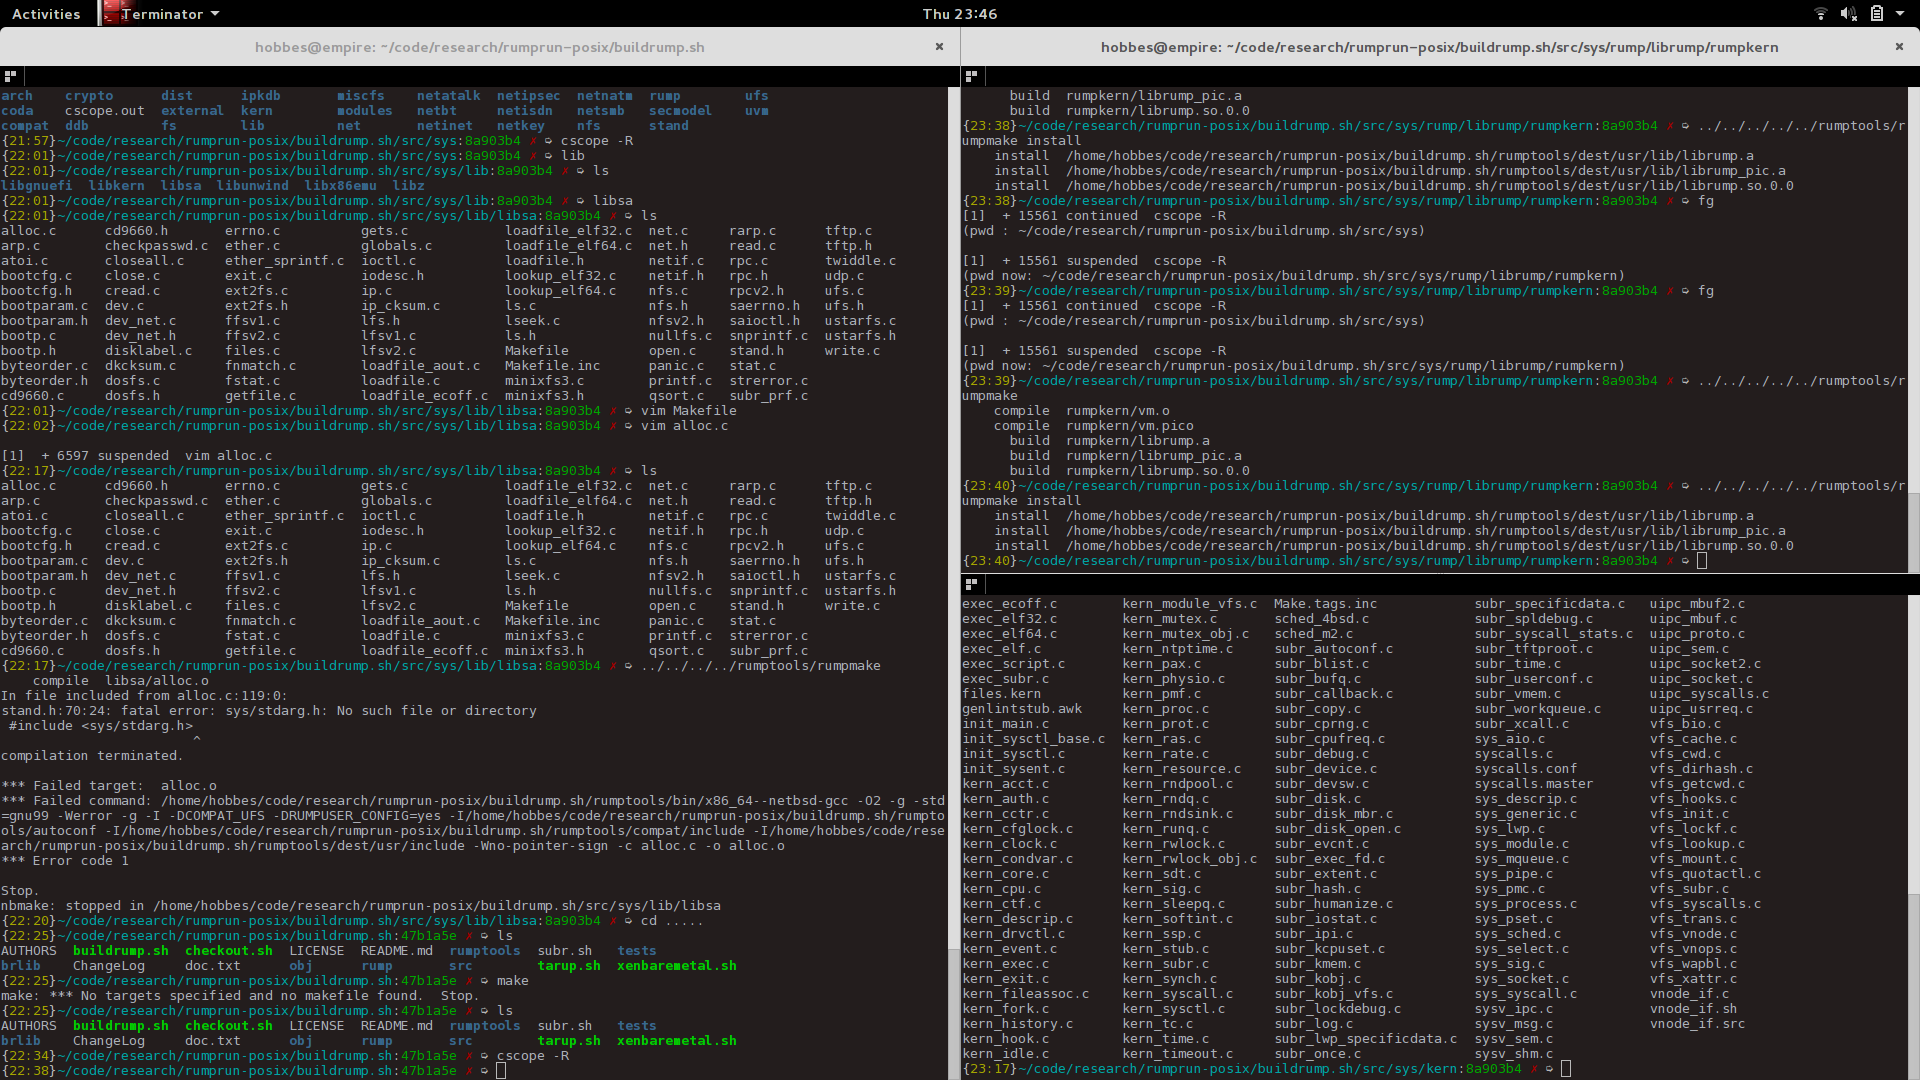 Activities Terminator Thu 23:46
hobbes@empire: ~/code/research/rumprun-posix/buildrump.sh ×
arch crypto dist ipkdb miscfs netatalk netipsec netnatm rump ufs
coda cscope.out external kern modules netbt netisdn netsmb secmodel uvm
compat ddb fs lib net netinet netkey nfs stand
{21:57}~/code/research/rumprun-posix/buildrump.sh/src/sys:8a903b4 ✗ ➭ cscope -R
{22:01}~/code/research/rumprun-posix/buildrump.sh/src/sys:8a903b4 ✗ ➭ lib
{22:01}~/code/research/rumprun-posix/buildrump.sh/src/sys/lib:8a903b4 ✗ ➭ ls
libgnuefi libkern libsa libunwind libx86emu libz
{22:01}~/code/research/rumprun-posix/buildrump.sh/src/sys/lib:8a903b4 ✗ ➭ libsa
{22:01}~/code/research/rumprun-posix/buildrump.sh/src/sys/lib/libsa:8a903b4 ✗ ➭ ls
alloc.c cd9660.h errno.c gets.c loadfile_elf32.c net.c rarp.c tftp.c
arp.c checkpasswd.c ether.c globals.c loadfile_elf64.c net.h read.c tftp.h
atoi.c closeall.c ether_sprintf.c ioctl.c loadfile.h netif.c rpc.c twiddle.c
bootcfg.c close.c exit.c iodesc.h lookup_elf32.c netif.h rpc.h udp.c
bootcfg.h cread.c ext2fs.c ip.c lookup_elf64.c nfs.c rpcv2.h ufs.c
bootparam.c dev.c ext2fs.h ip_cksum.c ls.c nfs.h saerrno.h ufs.h
bootparam.h dev_net.c ffsv1.c lfs.h lseek.c nfsv2.h saioctl.h ustarfs.c
bootp.c dev_net.h ffsv2.c lfsv1.c ls.h nullfs.c snprintf.c ustarfs.h
bootp.h disklabel.c files.c lfsv2.c Makefile open.c stand.h write.c
byteorder.c dkcksum.c fnmatch.c loadfile_aout.c Makefile.inc panic.c stat.c
byteorder.h dosfs.c fstat.c loadfile.c minixfs3.c printf.c strerror.c
cd9660.c dosfs.h getfile.c loadfile_ecoff.c minixfs3.h qsort.c subr_prf.c
{22:01}~/code/research/rumprun-posix/buildrump.sh/src/sys/lib/libsa:8a903b4 ✗ ➭ vim Makefile
{22:02}~/code/research/rumprun-posix/buildrump.sh/src/sys/lib/libsa:8a903b4 ✗ ➭ vim alloc.c
[1] + 6597 suspended vim alloc.c
{22:17}~/code/research/rumprun-posix/buildrump.sh/src/sys/lib/libsa:8a903b4 ✗ ➭ ls
alloc.c cd9660.h errno.c gets.c loadfile_elf32.c net.c rarp.c tftp.c
arp.c checkpasswd.c ether.c globals.c loadfile_elf64.c net.h read.c tftp.h
atoi.c closeall.c ether_sprintf.c ioctl.c loadfile.h netif.c rpc.c twiddle.c
bootcfg.c close.c exit.c iodesc.h lookup_elf32.c netif.h rpc.h udp.c
bootcfg.h cread.c ext2fs.c ip.c lookup_elf64.c nfs.c rpcv2.h ufs.c
bootparam.c dev.c ext2fs.h ip_cksum.c ls.c nfs.h saerrno.h ufs.h
bootparam.h dev_net.c ffsv1.c lfs.h lseek.c nfsv2.h saioctl.h ustarfs.c
bootp.c dev_net.h ffsv2.c lfsv1.c ls.h nullfs.c snprintf.c ustarfs.h
bootp.h disklabel.c files.c lfsv2.c Makefile open.c stand.h write.c
byteorder.c dkcksum.c fnmatch.c loadfile_aout.c Makefile.inc panic.c stat.c
byteorder.h dosfs.c fstat.c loadfile.c minixfs3.c printf.c strerror.c
cd9660.c dosfs.h getfile.c loadfile_ecoff.c minixfs3.h qsort.c subr_prf.c
{22:17}~/code/research/rumprun-posix/buildrump.sh/src/sys/lib/libsa:8a903b4 ✗ ➭ ../../../../rumptools/rumpmake
compile libsa/alloc.o
In file included from alloc.c:119:0:
stand.h:70:24: fatal error: sys/stdarg.h: No such file or directory
#include <sys/stdarg.h>
^
compilation terminated.
*** Failed target: alloc.o
*** Failed command: /home/hobbes/code/research/rumprun-posix/buildrump.sh/rumptools/bin/x86_64--netbsd-gcc -O2 -g -std
=gnu99 -Werror -g -I -DCOMPAT_UFS -DRUMPUSER_CONFIG=yes -I/home/hobbes/code/research/rumprun-posix/buildrump.sh/rumpto
ols/autoconf -I/home/hobbes/code/research/rumprun-posix/buildrump.sh/rumptools/compat/include -I/home/hobbes/code/rese
arch/rumprun-posix/buildrump.sh/rumptools/dest/usr/include -Wno-pointer-sign -c alloc.c -o alloc.o
*** Error code 1
Stop.
nbmake: stopped in /home/hobbes/code/research/rumprun-posix/buildrump.sh/src/sys/lib/libsa
{22:20}~/code/research/rumprun-posix/buildrump.sh/src/sys/lib/libsa:8a903b4 ✗ ➭ cd .....
{22:25}~/code/research/rumprun-posix/buildrump.sh:47b1a5e ✗ ➭ ls
AUTHORS buildrump.sh checkout.sh LICENSE README.md rumptools subr.sh tests
brlib ChangeLog doc.txt obj rump src tarup.sh xenbaremetal.sh
{22:25}~/code/research/rumprun-posix/buildrump.sh:47b1a5e ✗ ➭ make
make: *** No targets specified and no makefile found. Stop.
{22:25}~/code/research/rumprun-posix/buildrump.sh:47b1a5e ✗ ➭ ls
AUTHORS buildrump.sh checkout.sh LICENSE README.md rumptools subr.sh tests
brlib ChangeLog doc.txt obj rump src tarup.sh xenbaremetal.sh
{22:34}~/code/research/rumprun-posix/buildrump.sh:47b1a5e ✗ ➭ cscope -R
{22:38}~/code/research/rumprun-posix/buildrump.sh:47b1a5e ✗ ➭
hobbes@empire: ~/code/research/rumprun-posix/buildrump.sh/src/sys/rump/librump/rumpkern ×
build rumpkern/librump_pic.a
build rumpkern/librump.so.0.0
{23:38}~/code/research/rumprun-posix/buildrump.sh/src/sys/rump/librump/rumpkern:8a903b4 ✗ ➭ ../../../../../rumptools/r
umpmake install
install /home/hobbes/code/research/rumprun-posix/buildrump.sh/rumptools/dest/usr/lib/librump.a
install /home/hobbes/code/research/rumprun-posix/buildrump.sh/rumptools/dest/usr/lib/librump_pic.a
install /home/hobbes/code/research/rumprun-posix/buildrump.sh/rumptools/dest/usr/lib/librump.so.0.0
{23:38}~/code/research/rumprun-posix/buildrump.sh/src/sys/rump/librump/rumpkern:8a903b4 ✗ ➭ fg
[1] + 15561 continued cscope -R
(pwd : ~/code/research/rumprun-posix/buildrump.sh/src/sys)
[1] + 15561 suspended cscope -R
(pwd now: ~/code/research/rumprun-posix/buildrump.sh/src/sys/rump/librump/rumpkern)
{23:39}~/code/research/rumprun-posix/buildrump.sh/src/sys/rump/librump/rumpkern:8a903b4 ✗ ➭ fg
[1] + 15561 continued cscope -R
(pwd : ~/code/research/rumprun-posix/buildrump.sh/src/sys)
[1] + 15561 suspended cscope -R
(pwd now: ~/code/research/rumprun-posix/buildrump.sh/src/sys/rump/librump/rumpkern)
{23:39}~/code/research/rumprun-posix/buildrump.sh/src/sys/rump/librump/rumpkern:8a903b4 ✗ ➭ ../../../../../rumptools/r
umpmake
compile rumpkern/vm.o
compile rumpkern/vm.pico
build rumpkern/librump.a
build rumpkern/librump_pic.a
build rumpkern/librump.so.0.0
{23:40}~/code/research/rumprun-posix/buildrump.sh/src/sys/rump/librump/rumpkern:8a903b4 ✗ ➭ ../../../../../rumptools/r
umpmake install
install /home/hobbes/code/research/rumprun-posix/buildrump.sh/rumptools/dest/usr/lib/librump.a
install /home/hobbes/code/research/rumprun-posix/buildrump.sh/rumptools/dest/usr/lib/librump_pic.a
install /home/hobbes/code/research/rumprun-posix/buildrump.sh/rumptools/dest/usr/lib/librump.so.0.0
{23:40}~/code/research/rumprun-posix/buildrump.sh/src/sys/rump/librump/rumpkern:8a903b4 ✗ ➭
exec_ecoff.c kern_module_vfs.c Make.tags.inc subr_specificdata.c uipc_mbuf2.c
exec_elf32.c kern_mutex.c sched_4bsd.c subr_spldebug.c uipc_mbuf.c
exec_elf64.c kern_mutex_obj.c sched_m2.c subr_syscall_stats.c uipc_proto.c
exec_elf.c kern_ntptime.c subr_autoconf.c subr_tftproot.c uipc_sem.c
exec_script.c kern_pax.c subr_blist.c subr_time.c uipc_socket2.c
exec_subr.c kern_physio.c subr_bufq.c subr_userconf.c uipc_socket.c
files.kern kern_pmf.c subr_callback.c subr_vmem.c uipc_syscalls.c
genlintstub.awk kern_proc.c subr_copy.c subr_workqueue.c uipc_usrreq.c
init_main.c kern_prot.c subr_cprng.c subr_xcall.c vfs_bio.c
init_sysctl_base.c kern_ras.c subr_cpufreq.c sys_aio.c vfs_cache.c
init_sysctl.c kern_rate.c subr_debug.c syscalls.c vfs_cwd.c
init_sysent.c kern_resource.c subr_device.c syscalls.conf vfs_dirhash.c
kern_acct.c kern_rndpool.c subr_devsw.c syscalls.master vfs_getcwd.c
kern_auth.c kern_rndq.c subr_disk.c sys_descrip.c vfs_hooks.c
kern_cctr.c kern_rndsink.c subr_disk_mbr.c sys_generic.c vfs_init.c
kern_cfglock.c kern_runq.c subr_disk_open.c sys_lwp.c vfs_lockf.c
kern_clock.c kern_rwlock.c subr_evcnt.c sys_module.c vfs_lookup.c
kern_condvar.c kern_rwlock_obj.c subr_exec_fd.c sys_mqueue.c vfs_mount.c
kern_core.c kern_sdt.c subr_extent.c sys_pipe.c vfs_quotactl.c
kern_cpu.c kern_sig.c subr_hash.c sys_pmc.c vfs_subr.c
kern_ctf.c kern_sleepq.c subr_humanize.c sys_process.c vfs_syscalls.c
kern_descrip.c kern_softint.c subr_iostat.c sys_pset.c vfs_trans.c
kern_drvctl.c kern_ssp.c subr_ipi.c sys_sched.c vfs_vnode.c
kern_event.c kern_stub.c subr_kcpuset.c sys_select.c vfs_vnops.c
kern_exec.c kern_subr.c subr_kmem.c sys_sig.c vfs_wapbl.c
kern_exit.c kern_synch.c subr_kobj.c sys_socket.c vfs_xattr.c
kern_fileassoc.c kern_syscall.c subr_kobj_vfs.c sys_syscall.c vnode_if.c
kern_fork.c kern_sysctl.c subr_lockdebug.c sysv_ipc.c vnode_if.sh
kern_history.c kern_tc.c subr_log.c sysv_msg.c vnode_if.src
kern_hook.c kern_time.c subr_lwp_specificdata.c sysv_sem.c
kern_idle.c kern_timeout.c subr_once.c sysv_shm.c
{23:17}~/code/research/rumprun-posix/buildrump.sh/src/sys/kern:8a903b4 ✗ ➭